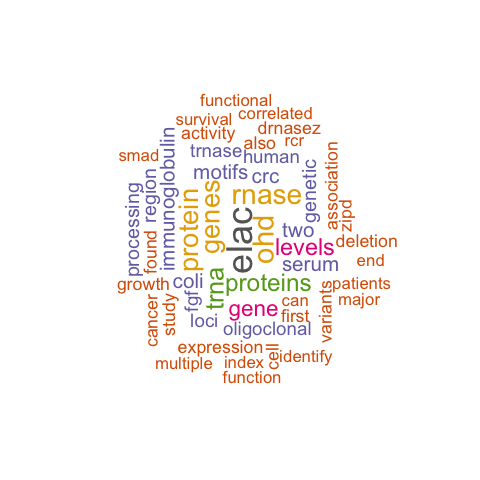 functional
survival correlated
activity drnasez
also rcr
smad trnase human
motifs crc
immunoglobulin
region
processing
found
protein
genes
rnase
elac
ohd
genetic
association
zipd
two
levels
deletion
serum
end
growth
coli
fgf
trna
proteins
variants
patients
cancer
study
loci
gene
can
first
major
oligoclonal
expression
cell
identify
multiple index
function